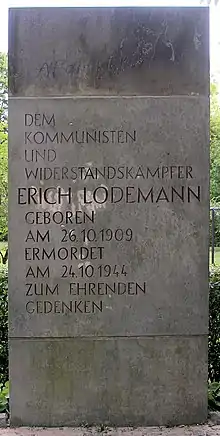 DEM
KOMMUNISTEN
UND
WIDERSTANDSKÄMPFER
ERICH LODEMANN
GEBOREN
AM 26.10.1909
ERMORDET
AM 24.10.1944
ZUM EHRENDEN
GEDENKEN